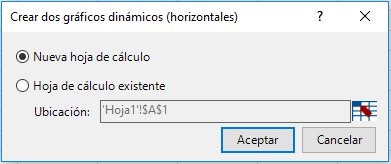 Crear dos gráficos dinámicos (horizontales)
Nueva hoja de cálculo
Hoja de cálculo existente
Ubicación: 'Hoja1'!$A$1
Aceptar Cancelar